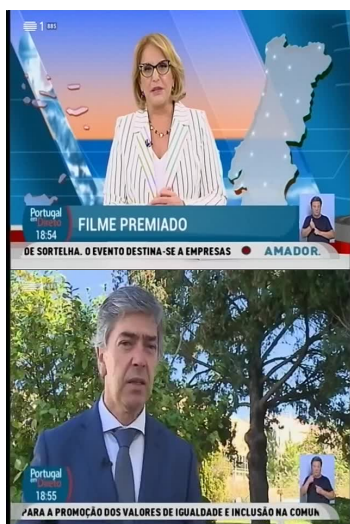 1
Portugal
em
Direto
18:54
FILME PREMIADO
DE SORTELHA. O EVENTO DESTINA-SE A EMPRESAS
AMADOR.
Portugal
em
Direto
18:55
PARA A PROMOÇÃO DOS VALORES DE IGUALDADE E INCLUSÃO NA COMUN